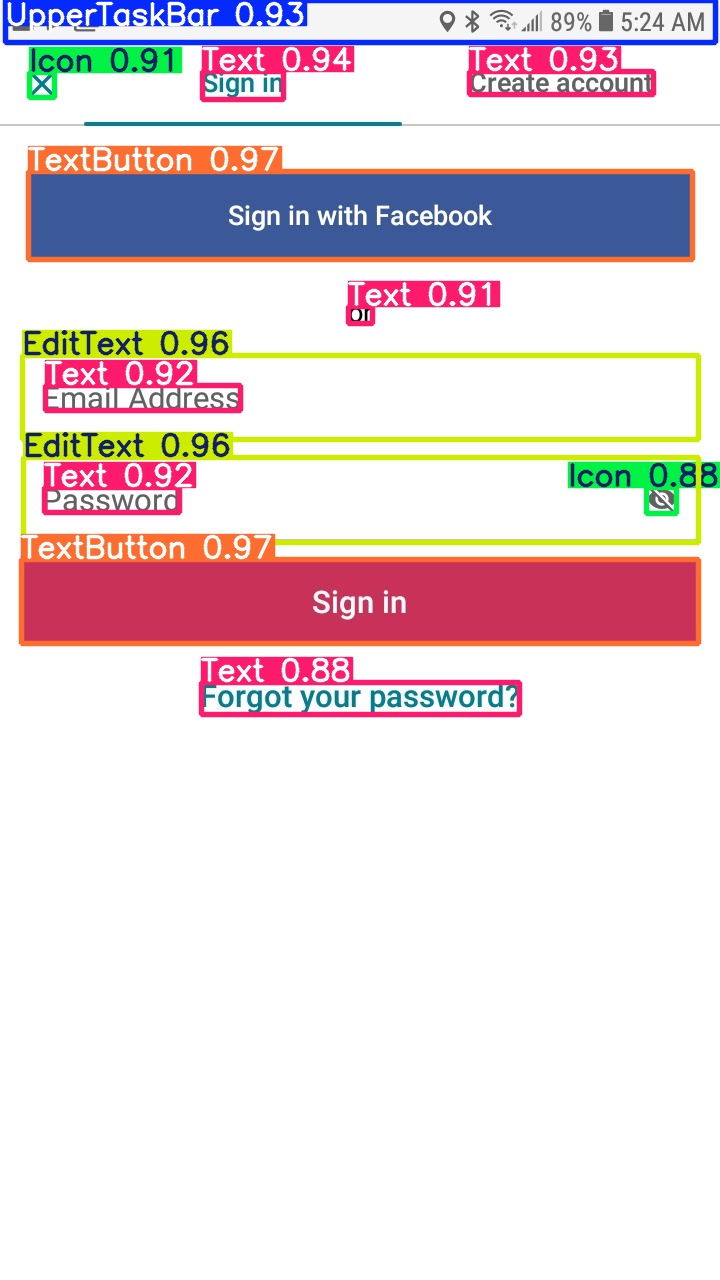 UpperTaskBar 0.93
89% 5:24 AM
Icon 0.91 Text 0.94 Text 0.93
Sign in Create account
TextButton 0.97
Sign in with Facebook
Text 0.91
or
EditText 0.96
Text 0.92
Email Address
EditText 0.96
Text 0.92 Icon 0.88
Password
TextButton 0.97
Sign in
Text 0.88
Forgot your password?